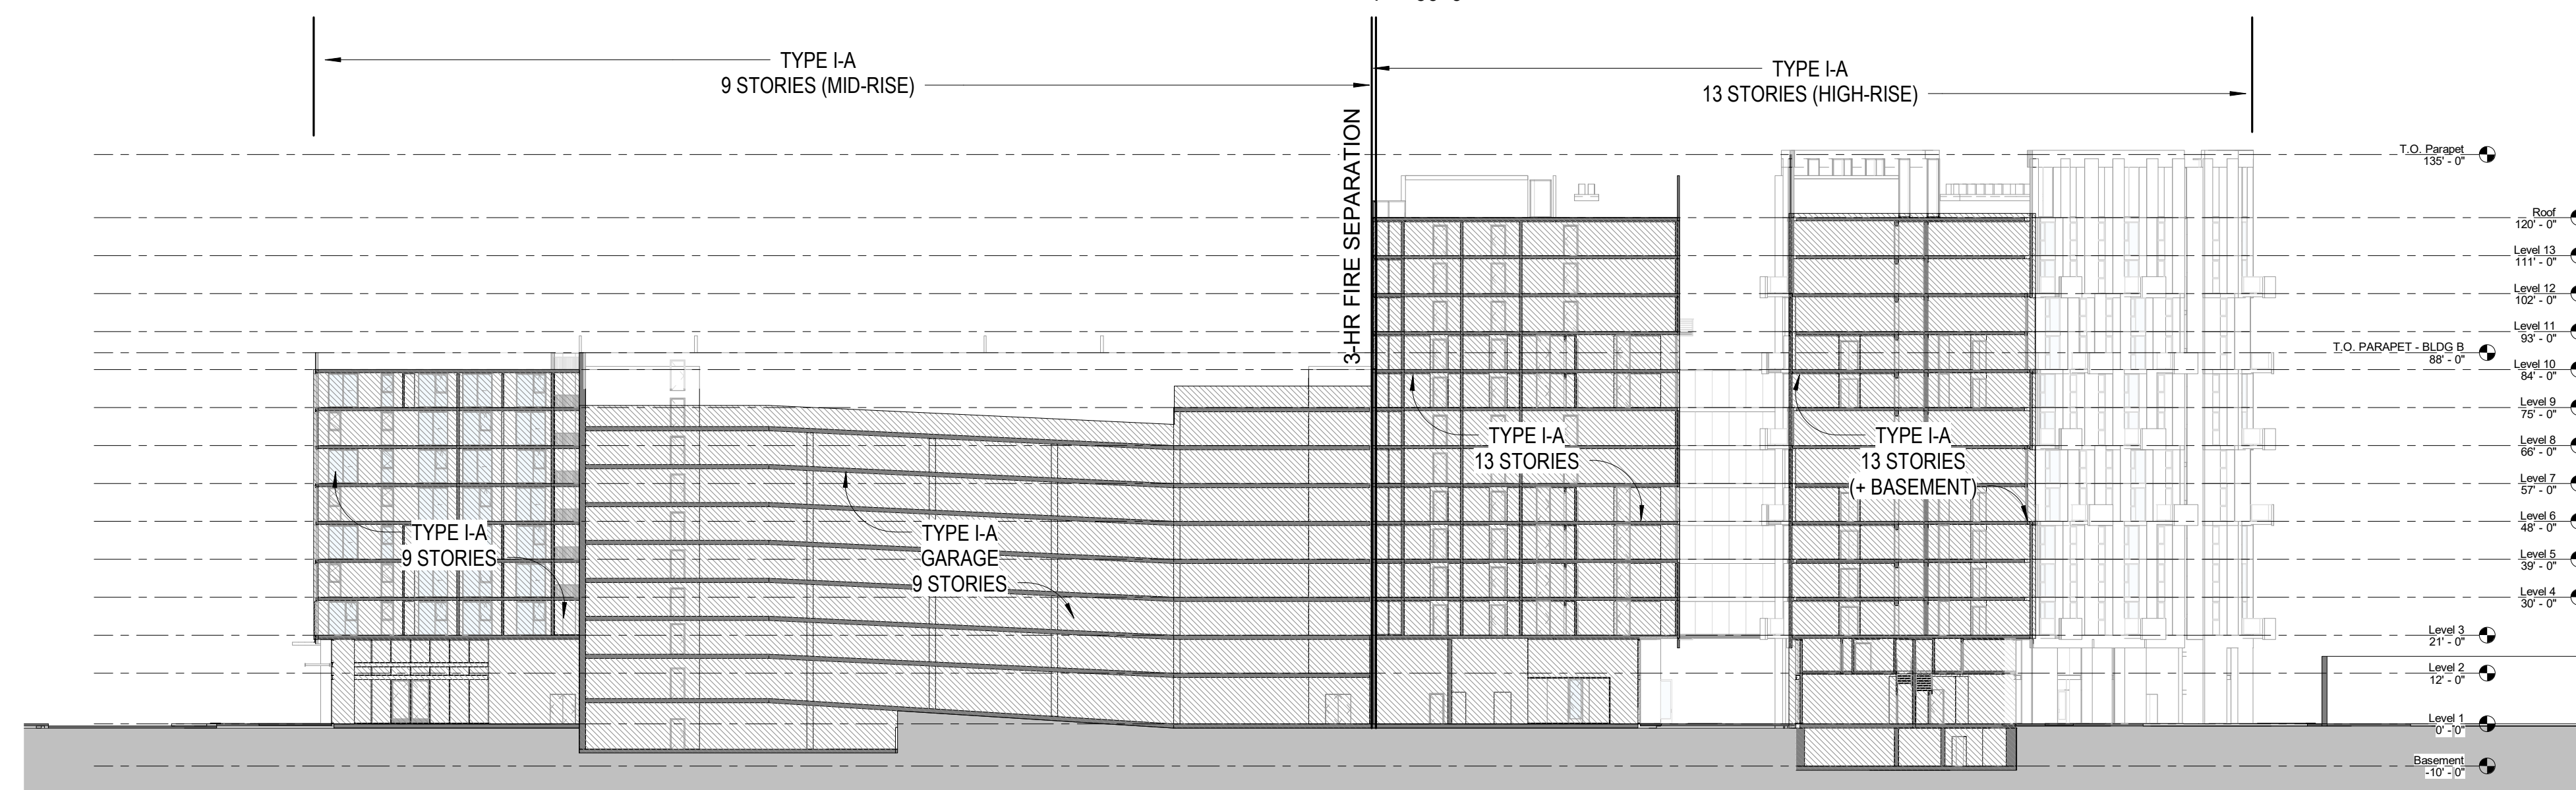 TYPE I-A
9 STORIES (MID-RISE)
TYPE I-A
13 STORIES (HIGH-RISE)
3-HR FIRE SEPARATION
T.O. Parapet
135' - 0"
Roof
120' - 0"
Level 13
111' - 0"
Level 12
102' - 0"
Level 11
93' - 0"
T.O. PARAPET - BLDG B
88' - 0"
Level 10
84' - 0"
Level 9
75' - 0"
Level 8
66' - 0"
Level 7
57' - 0"
Level 6
48' - 0"
Level 5
39' - 0"
Level 4
30' - 0"
Level 3
21' - 0"
Level 2
12' - 0"
Level 1
0' - 0"
Basement
-10' - 0"
TYPE I-A
9 STORIES
TYPE I-A
GARAGE
9 STORIES
TYPE I-A
13 STORIES
TYPE I-A
13 STORIES
(+ BASEMENT)